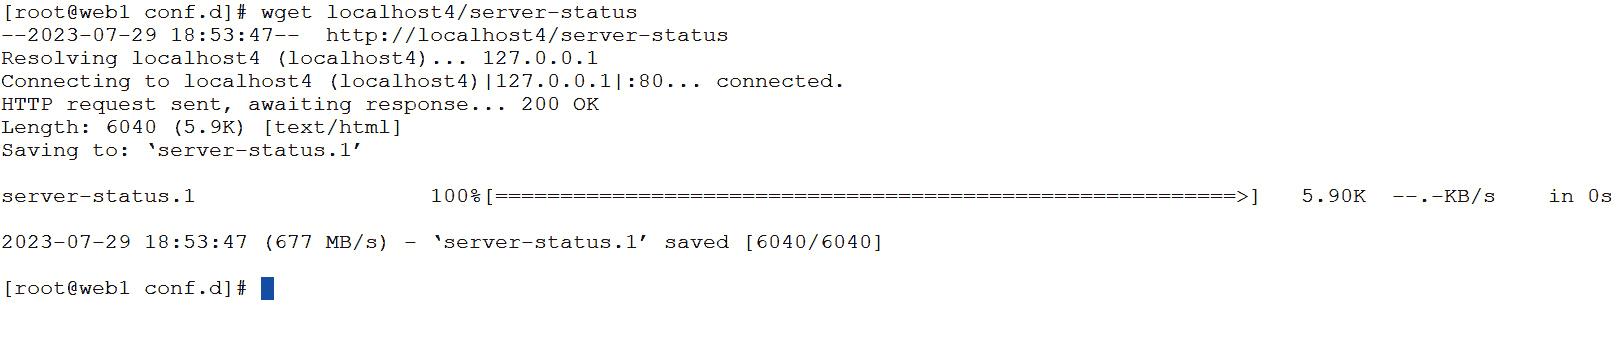 [root@web1 conf.d]# wget localhost4/server-status
--2023-07-29 18:53:47--  http://localhost4/server-status
Resolving localhost4 (localhost4)... 127.0.0.1
Connecting to localhost4 (localhost4)|127.0.0.1|:80... connected.
HTTP request sent, awaiting response... 200 OK
Length: 6040 (5.9K) [text/html]
Saving to: ‘server-status.1’
server-status.1                  100%[=========================================================>]   5.90K  --.-KB/s    in 0s
2023-07-29 18:53:47 (677 MB/s) - ‘server-status.1’ saved [6040/6040]
[root@web1 conf.d]#